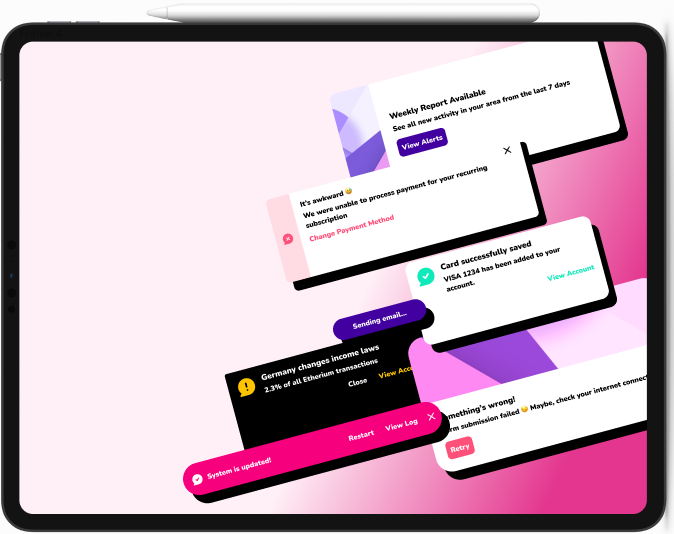 Weekly Report Available
See all new activity in your area from the last 7 days
View Alerts
It's awkward
We were unable to process payment for your recurring
subscription
Change Payment Method
Card successfully saved
VISA 1234 has been added to your
account.
View Account
Sending email...
Germany changes income laws
2.3% of all Etherium transactions
Close View Acc
mething's wrong!
rm submission failed Maybe, check your internet connect
Retry
System is updated!
Restart View Log